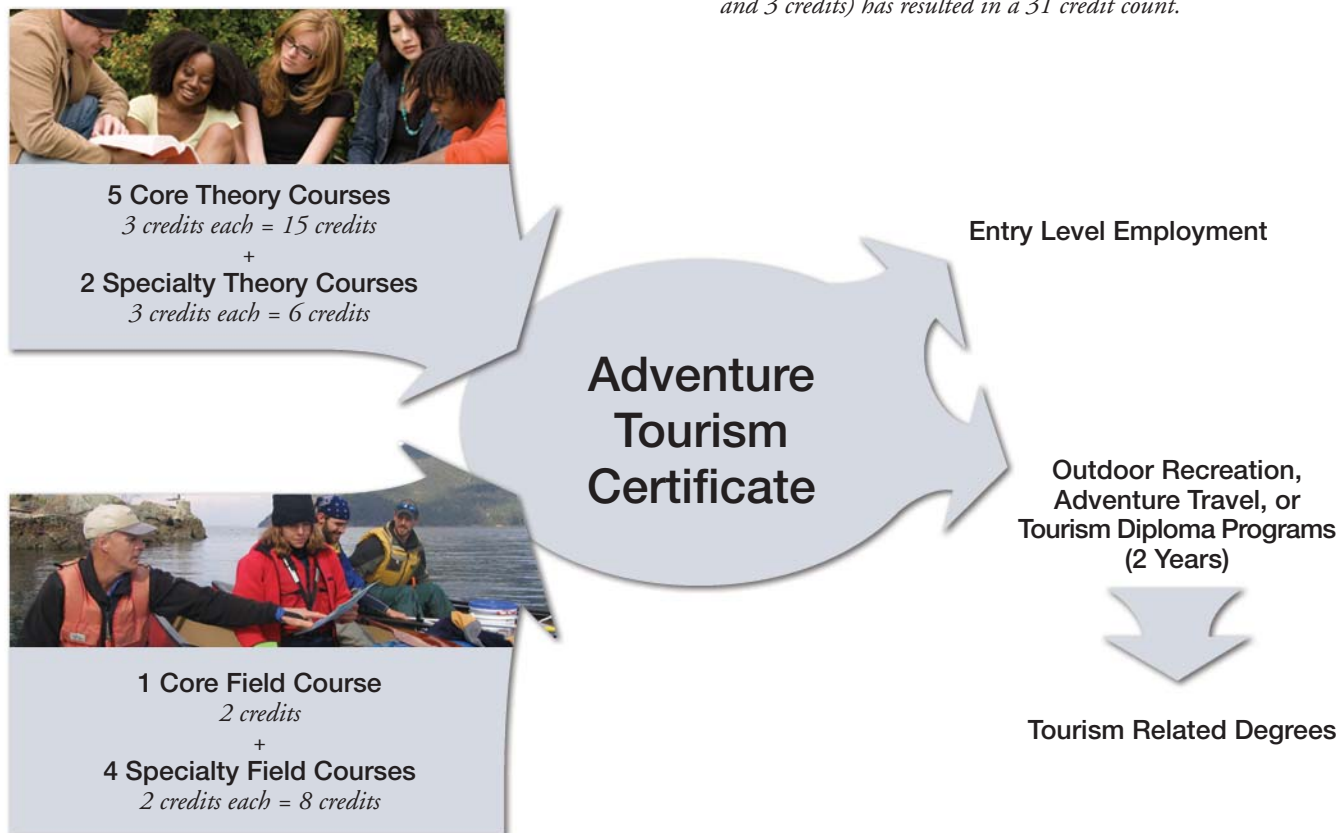 and 3 credits) has resulted in a 31 credit count.
5 Core Theory Courses
3 credits each = 15 credits
+
2 Specialty Theory Courses
3 credits each = 6 credits
Adventure
Tourism
Certificate
Entry Level Employment
Outdoor Recreation,
Adventure Travel, or
Tourism Diploma Programs
(2 Years)
Tourism Related Degrees
1 Core Field Course
2 credits
+
4 Specialty Field Courses
2 credits each = 8 credits